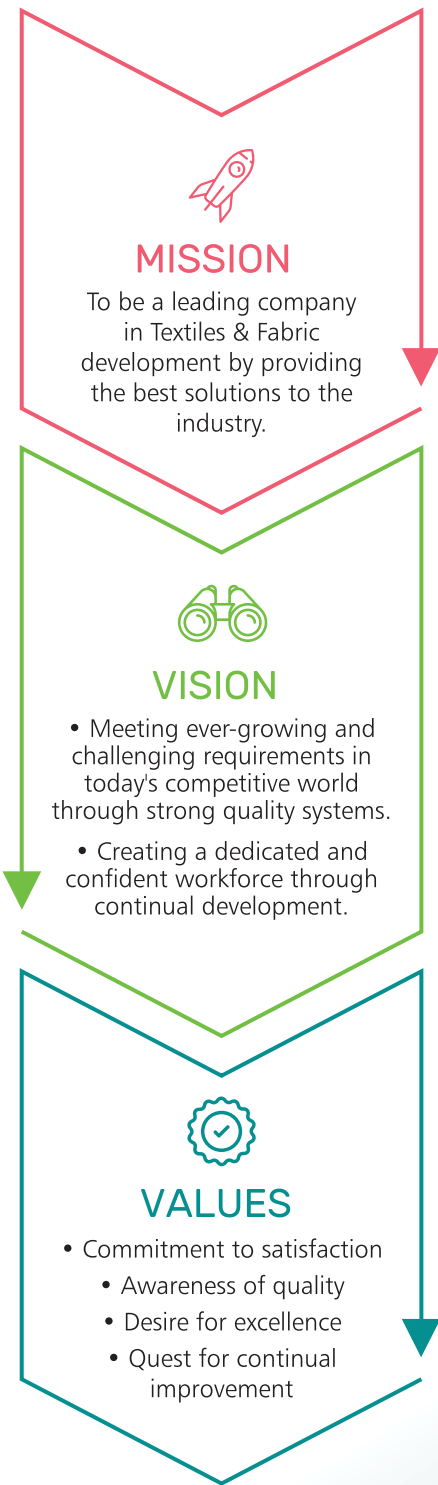 MISSION
To be a leading company
in Textiles & Fabric
development by providing
the best solutions to the
industry.
VISION
• Meeting ever-growing and
challenging requirements in
today's competitive world
through strong quality systems.
• Creating a dedicated and
confident workforce through
continual development.
VALUES
• Commitment to satisfaction
• Awareness of quality
• Desire for excellence
• Quest for continual
improvement